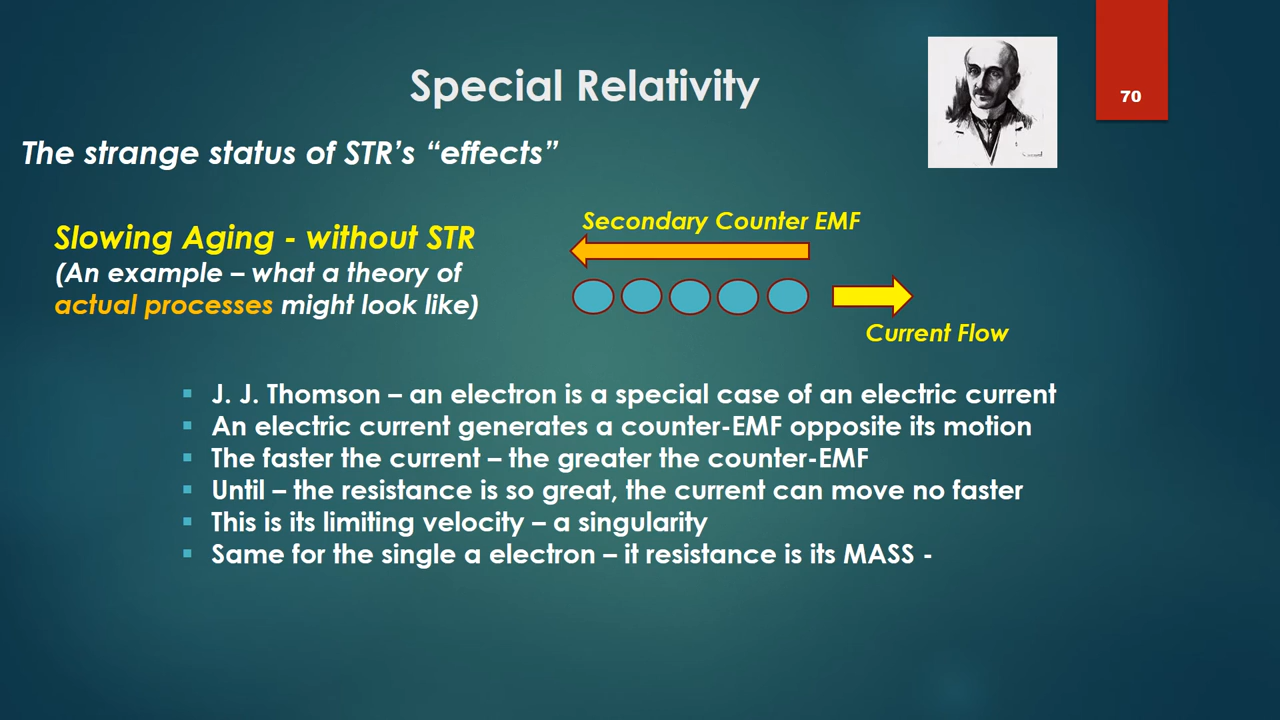 Special Relativity
70
The strange status of STR's “effects”
Slowing Aging - without STR
(An example – what a theory of
actual processes might look like)
Secondary Counter EMF
Current Flow
▪ J. J. Thomson – an electron is a special case of an electric current
▪ An electric current generates a counter-EMF opposite its motion
▪ The faster the current – the greater the counter-EMF
▪ Until – the resistance is so great, the current can move no faster
▪ This is its limiting velocity – a singularity
▪ Same for the single a electron – it resistance is its MASS -